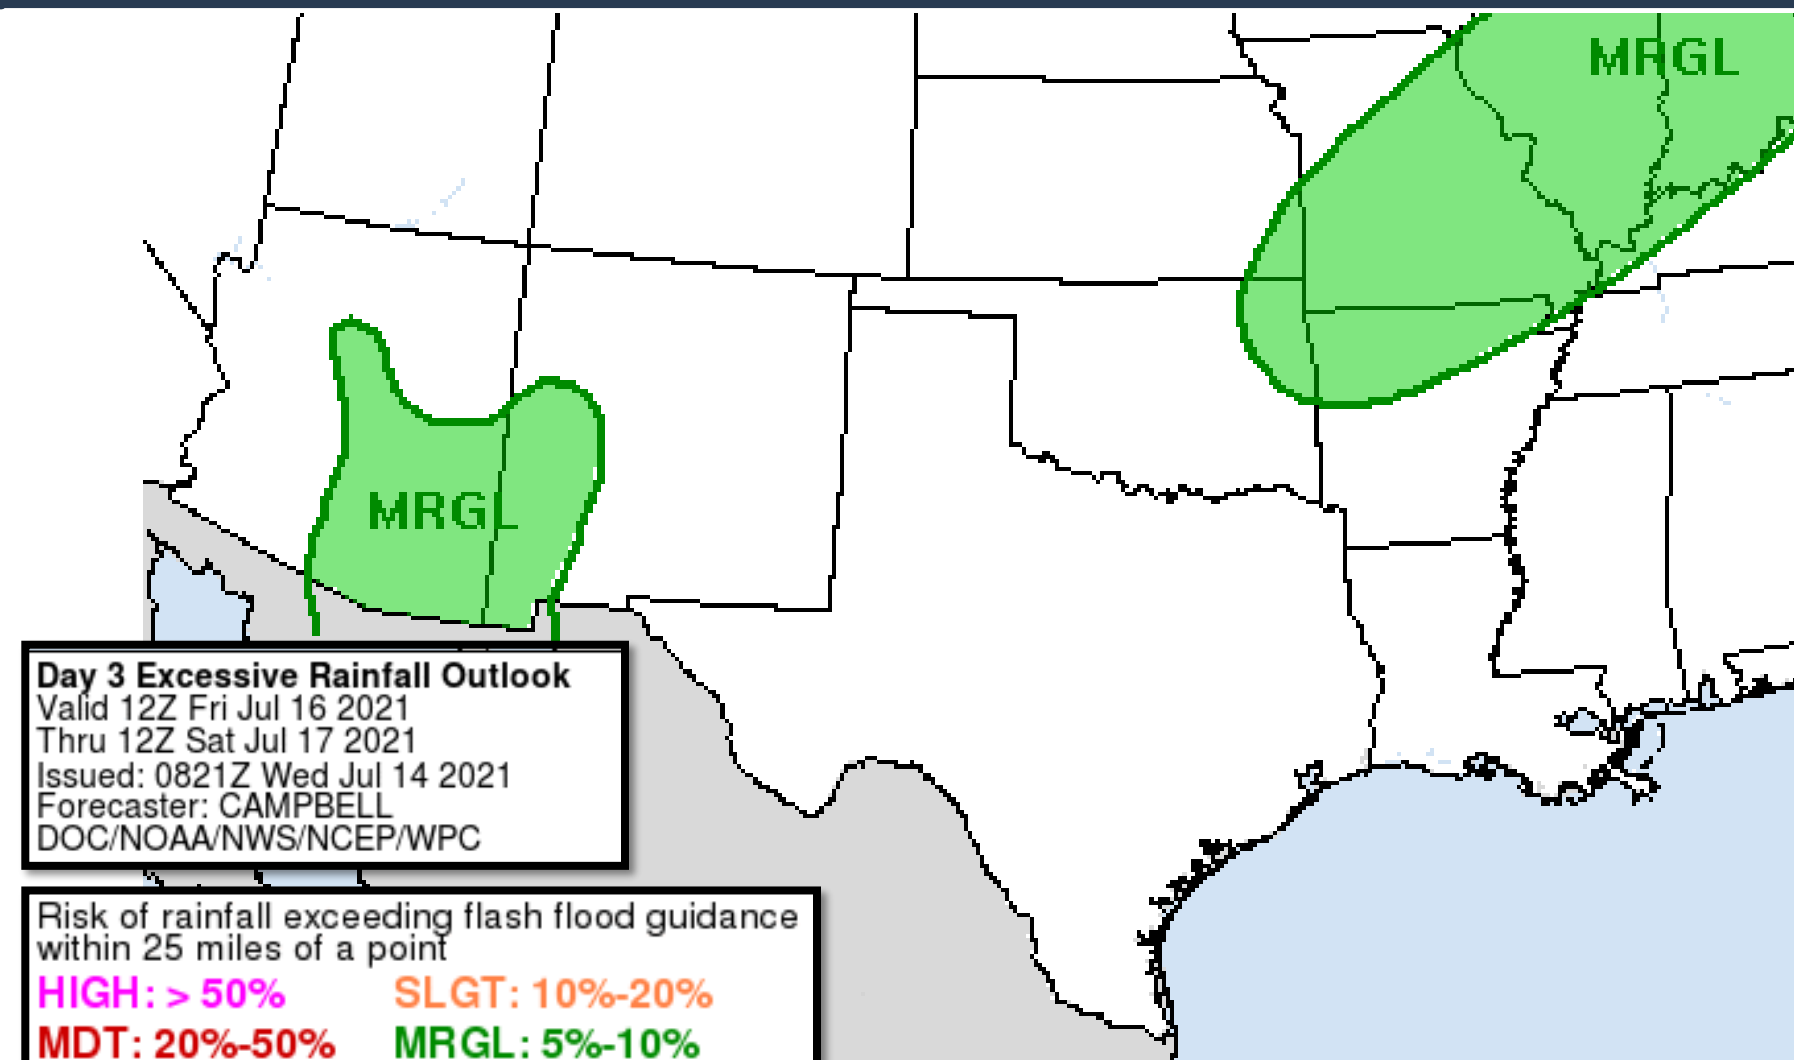 MRGL
MRGL
Day 3 Excessive Rainfall Outlook
Valid 12Z Fri Jul 16 2021
Thru 12Z Sat Jul 17 2021
Issued: 0821Z Wed Jul 14 2021
Forecaster: CAMPBELL
DOC/NOAA/NWS/NCEP/WPC
Risk of rainfall exceeding flash flood guidance
within 25 miles of a point
HIGH: > 50% SLGT: 10%-20%
MDT: 20%-50% MRGL: 5%-10%